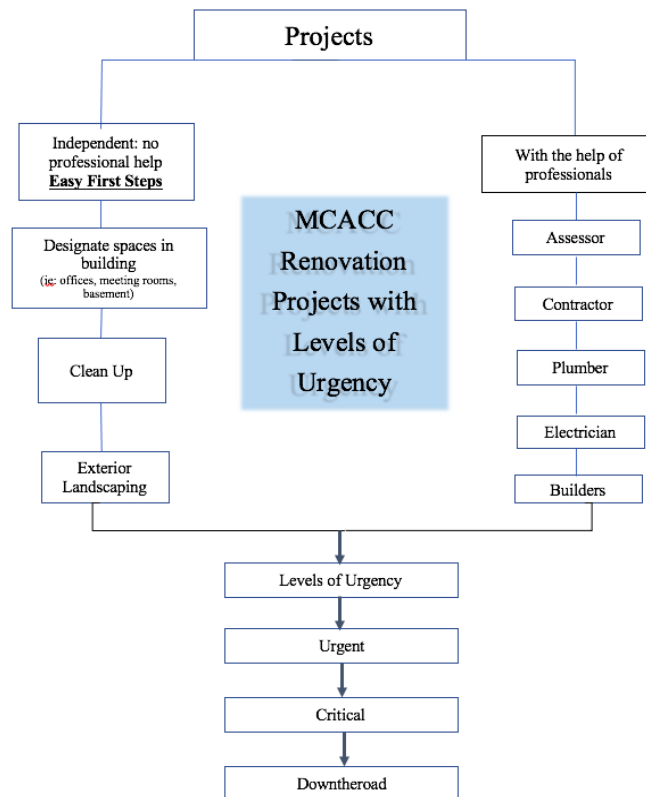 Projects
Independent: no
professional help
Easy First Steps
Designate spaces in
building
(ie: offices, meeting rooms,
basement)
Clean Up
Exterior
Landscaping
MCACC
Renovation
Projects with
Levels of
Urgency
With the help of
professionals
Assessor
Contractor
Plumber
Electrician
Builders
Levels of Urgency
Urgent
Critical
Downtheroad